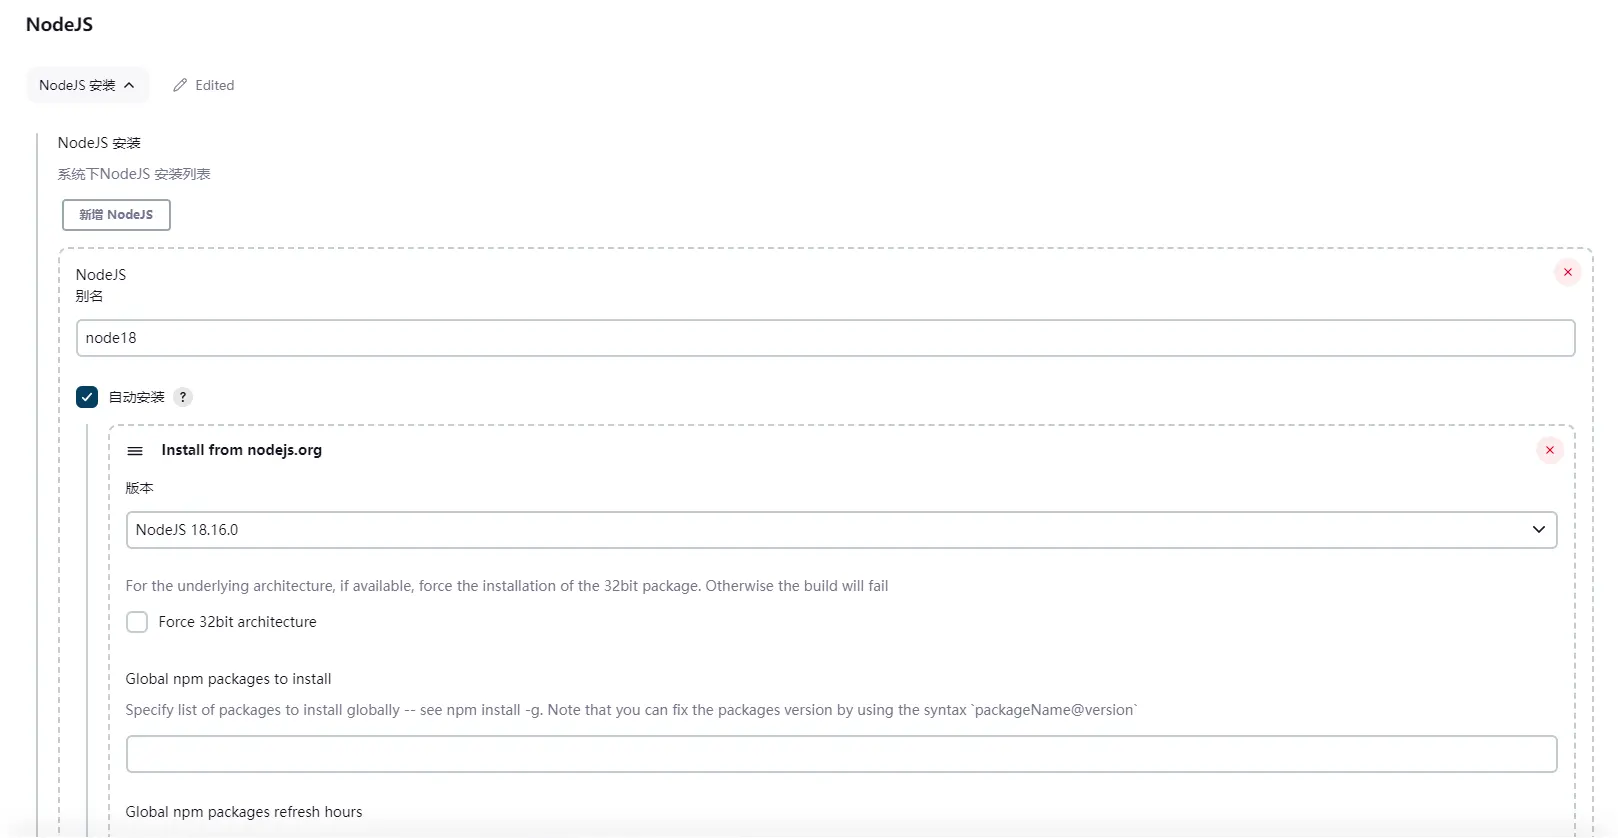 NodeJS
NodeJS 安装
Edited
NodeJS 安装
系统下NodeJS 安装列表
新增 NodeJS
NodeJS
别名
node18
自动安装 ?
Install from nodejs.org
版本
NodeJS 18.16.0
For the underlying architecture, if available, force the installation of the 32bit package. Otherwise the build will fail
Force 32bit architecture
Global npm packages to install
Specify list of packages to install globally -- see npm install -g. Note that you can fix the packages version by using the syntax `packageName@version`
Global npm packages refresh hours